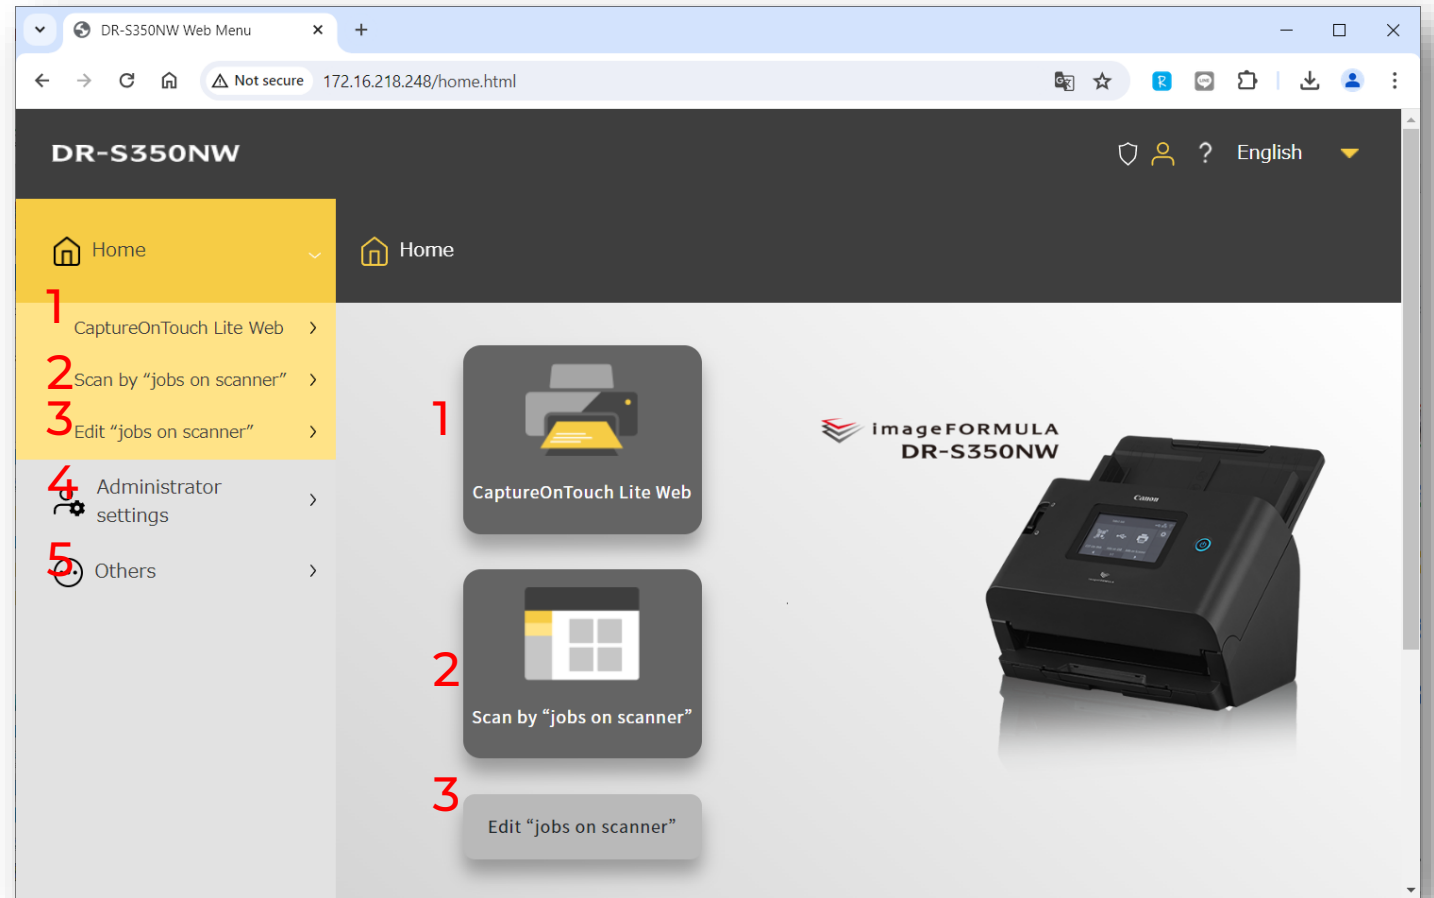 DR-S350NW Web Menu
Not secure 172.16.218.248/home.html
DR-S350NW
? English
Home
Home
1
CaptureOnTouch Lite Web
2
Scan by “jobs on scanner”
3
Edit “jobs on scanner”
4
Administrator
settings
5
Others
1
CaptureOnTouch Lite Web
2
Scan by “jobs on scanner”
3
Edit “jobs on scanner”
imageFORMULA
DR-S350NW
Canon